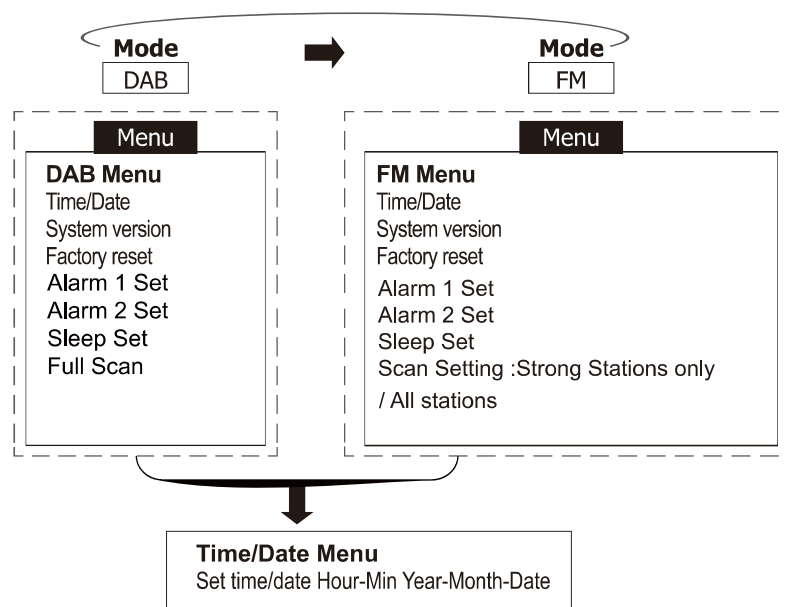 Mode
DAB
Menu
DAB Menu
Time/Date
System version
Factory reset
Alarm 1 Set
Alarm 2 Set
Sleep Set
Full Scan
Mode
FM
Menu
FM Menu
Time/Date
System version
Factory reset
Alarm 1 Set
Alarm 2 Set
Sleep Set
Scan Setting :Strong Stations only
/ All stations
Time/Date Menu
Set time/date Hour-Min Year-Month-Date